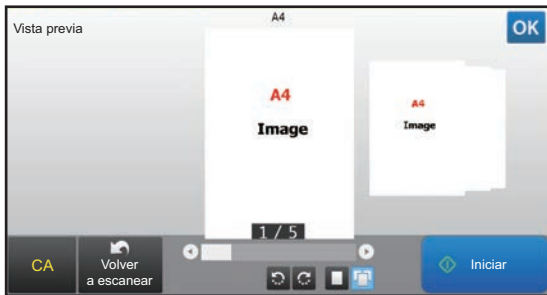 A4
Vista previa
OK
A4
Image
A4
Image
1 / 5
CA
Volver
a escanear
Iniciar